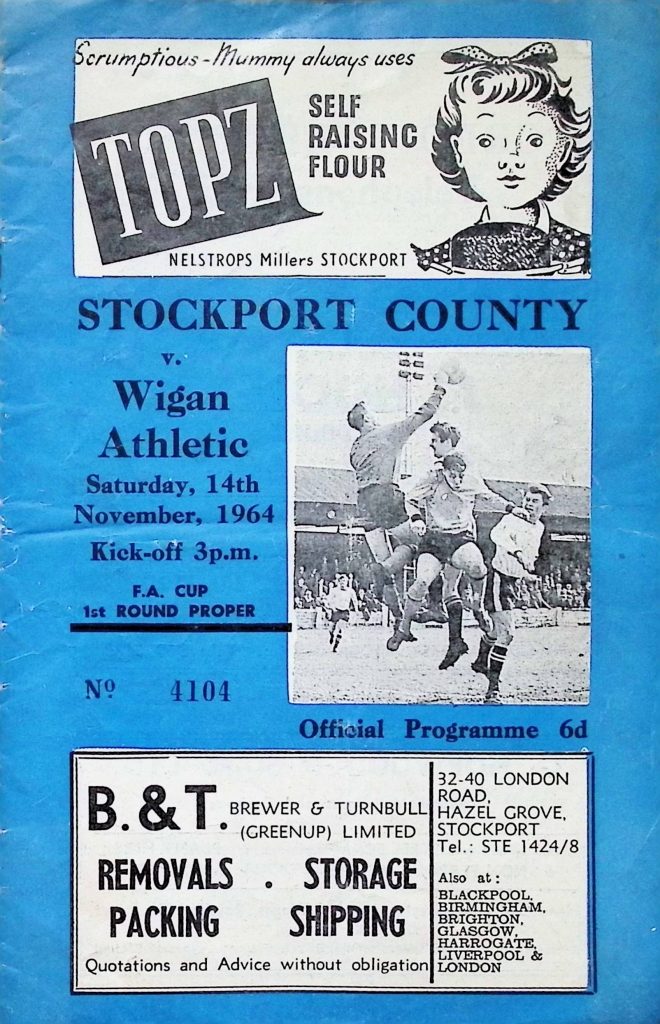 Scrumptious - Mummy always uses
TOPZ
SELF
RAISING
FLOUR
NELSTROPS Millers STOCKPORT
STOCKPORT COUNTY
v.
Wigan
Athletic
Saturday, 14th
November, 1964
Kick-off 3p.m.
F.A. CUP
1st ROUND PROPER
Nº 4104
Official Programme 6d
B. & T. BREWER & TURNBULL
(GREENUP) LIMITED
REMOVALS . STORAGE
PACKING SHIPPING
Quotations and Advice without obligation
32-40 LONDON
ROAD,
HAZEL GROVE,
STOCKPORT
Tel.: STE 1424/8
Also at :
BLACKPOOL,
BIRMINGHAM,
BRIGHTON,
GLASGOW,
HARROGATE,
LIVERPOOL &
LONDON